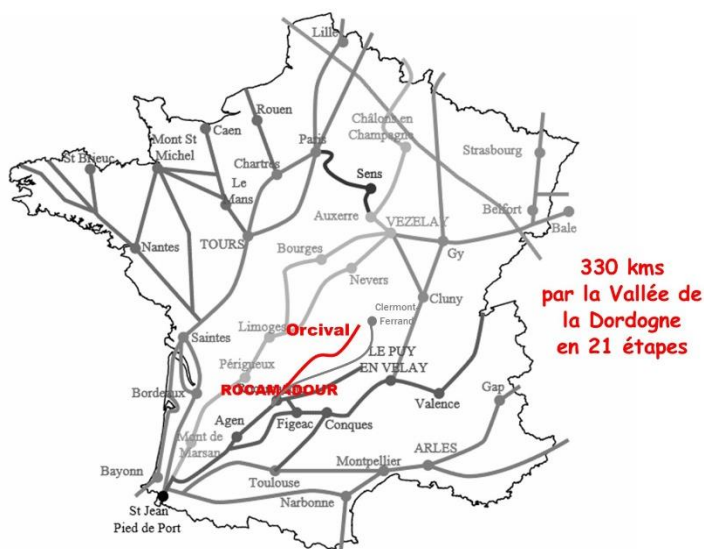 Lille
Rouen
Caen
Mont St
Michel
St Brieuc
Paris
Châlons en
Champagne
Strasbourg
Chartres
Sens
Le
Mans
Auxerre
VEZELAY
Belfort
Bale
Nantes
TOURS
Bourges
Gy
Nevers
330 kms
par la Vallée de
la Dordogne
en 21 étapes
Cluny
Clermont
Ferrand
Saintes
Limoges
Orcival
LE PUY
EN VELAY
Périgueux
ROCAMADOUR
Bordeaux
Valence
Gap
Agen
Figeac
Conques
Mont de
Marsan
ARLES
Montpellier
Bayonn
Toulouse
Narbonne
St Jean
Pied de Port